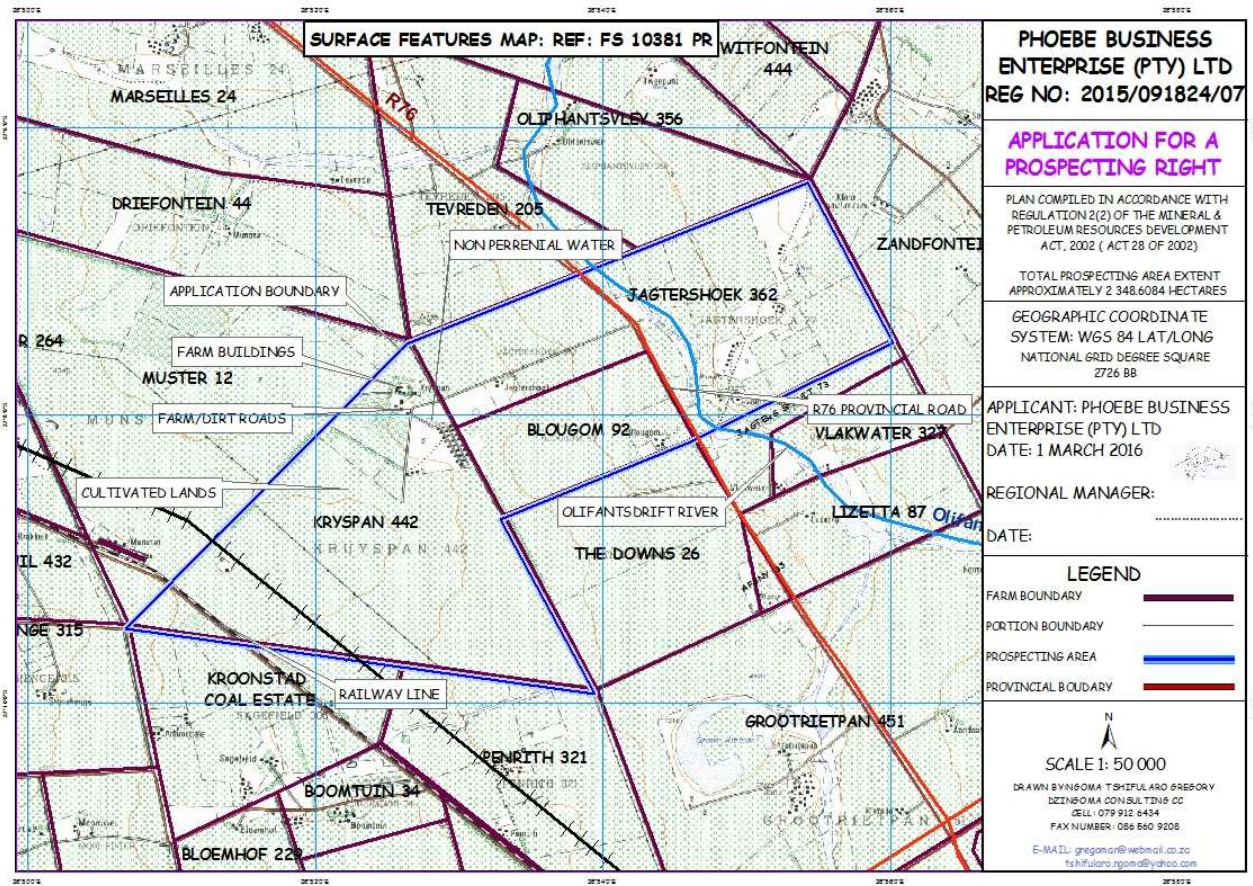 SURFACE FEATURES MAP: REF: FS 10381 PR
MARSEILLES 24
WITFONTEIN
444
R76
OLIPHANTSVLEY 356
DRIEFONTEIN 44
DRIEFONTEIN
TEVREDEN 205
NON PERRENIAL WATER
ZANDFONTEI
APPLICATION BOUNDARY
JAGTERSHOEK 362
R 264
FARM BUILDINGS
MUSTER 12
FARM/DIRT ROADS
R76 PROVINCIAL ROAD
BLOUGOM 92
VLAKWATER 327
CULTIVATED LANDS
OLIFANTSDRIFT RIVER
LIZETTA 87
Olifan
KRYSPAN 442
KRUYSPAN 442
THE DOWNS 26
IL 432
NGE 315
KROONSTAD
COAL ESTATE
RAILWAY LINE
GROOTRIETPAN 451
PENRITH 321
BOOMTUIN 34
GROOTRIETPAN
BLOEMHOF 229
PHOEBE BUSINESS
ENTERPRISE (PTY) LTD
REG NO: 2015/091824/07
APPLICATION FOR A
PROSPECTING RIGHT
PLAN COMPILED IN ACCORDANCE WITH
REGULATION 2(2) OF THE MINERAL &
PETROLEUM RESOURCES DEVELOPMENT
ACT, 2002 ( ACT 28 OF 2002)
TOTAL PROSPECTING AREA EXTENT
APPROXIMATELY 2 348.6084 HECTARES
GEOGRAPHIC COORDINATE
SYSTEM: WGS 84 LAT/LONG
NATIONAL GRID DEGREE SQUARE
2726 BB
APPLICANT: PHOEBE BUSINESS
ENTERPRISE (PTY) LTD
DATE: 1 MARCH 2016
REGIONAL MANAGER:
DATE:
LEGEND
FARM BOUNDARY
PORTION BOUNDARY
PROSPECTING AREA
PROVINCIAL BOUDARY
N
SCALE 1: 50 000
DRAWN BY:NGOMA TSHIFULARO GREGORY
DZINGOMA CONSULTING CC
CELL: 079 912 6434
FAX NUMBER: 086 560 9208
E-MAIL: gregoman@webmail.co.za
tshifularo.ngoma@yahoo.com